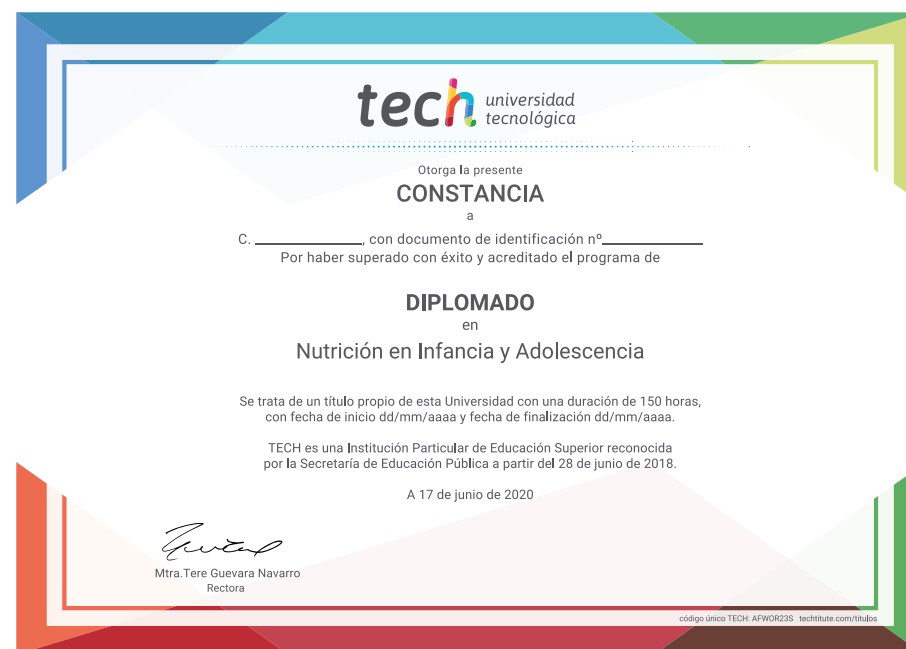 tech universidad
tecnológica
Otorga la presente
CONSTANCIA
a
C. ______________, con documento de identificación nº_____________
Por haber superado con éxito y acreditado el programa de
DIPLOMADO
en
Nutrición en Infancia y Adolescencia
Se trata de un título propio de esta Universidad con una duración de 150 horas,
con fecha de inicio dd/mm/aaaa y fecha de finalización dd/mm/aaaa.
TECH es una Institución Particular de Educación Superior reconocida
por la Secretaría de Educación Pública a partir del 28 de junio de 2018.
A 17 de junio de 2020
Mtra.Tere Guevara Navarro
Rectora
código único TECH: AFWOR23S techtitute.com/titulos